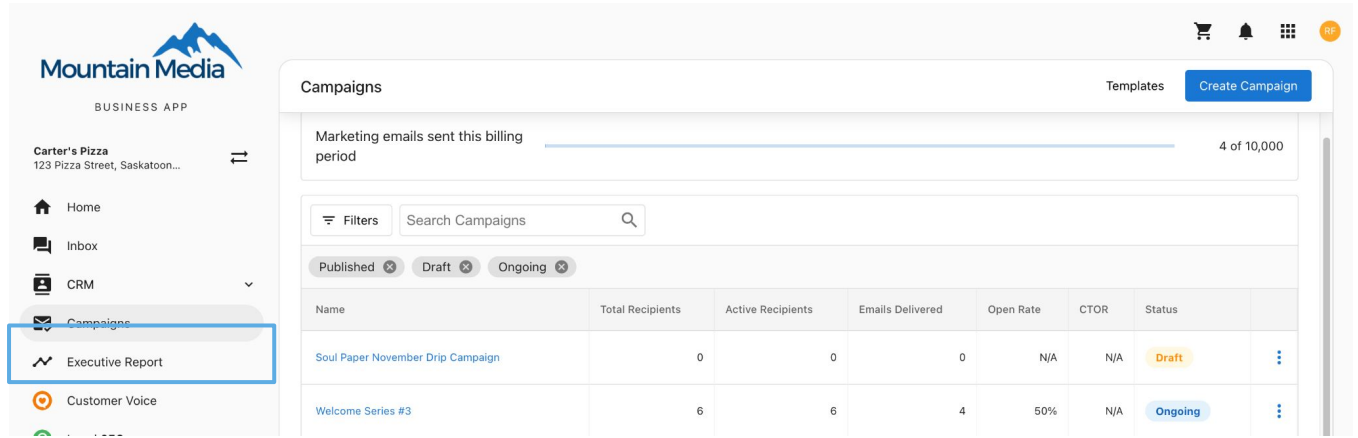 Mountain Media
BUSINESS APP
Carter's Pizza
123 Pizza Street, Saskatoon...
Home
Inbox
CRM
Campaigns
Executive Report
Customer Voice
RF
Campaigns
Templates
Create Campaign
Marketing emails sent this billing
period
4 of 10,000
Filters
Search Campaigns
Published
Draft
Ongoing
Name Total Recipients Active Recipients Emails Delivered Open Rate CTOR Status
Soul Paper November Drip Campaign 0 0 0 N/A N/A Draft
Welcome Series #3 6 6 4 50% N/A Ongoing